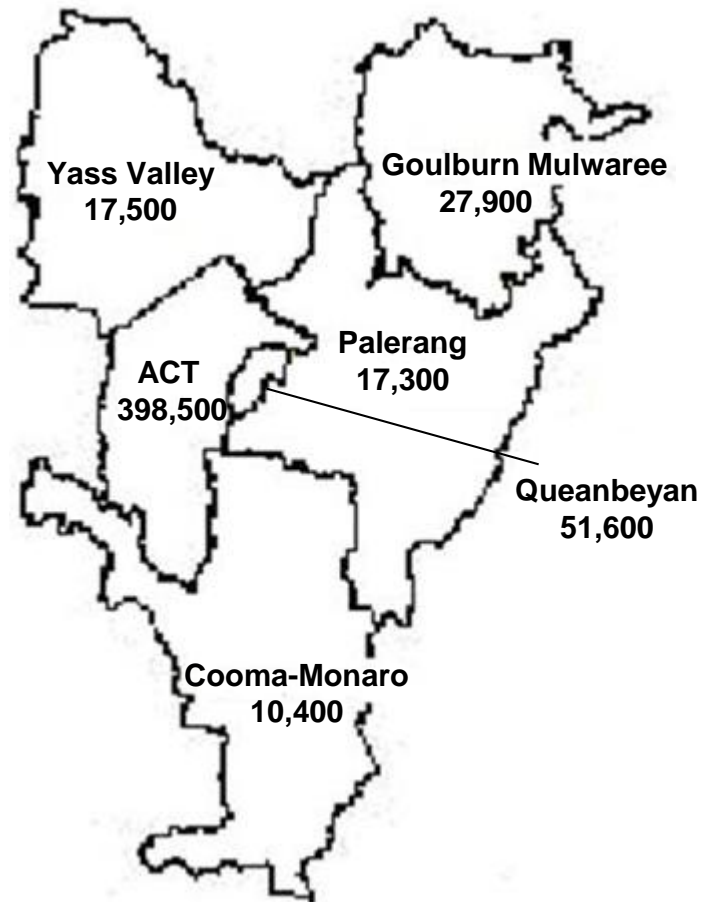 Yass Valley
17,500
Goulburn Mulwaree
27,900
Palerang
17,300
ACT
398,500
Queanbeyan
51,600
Cooma-Monaro
10,400